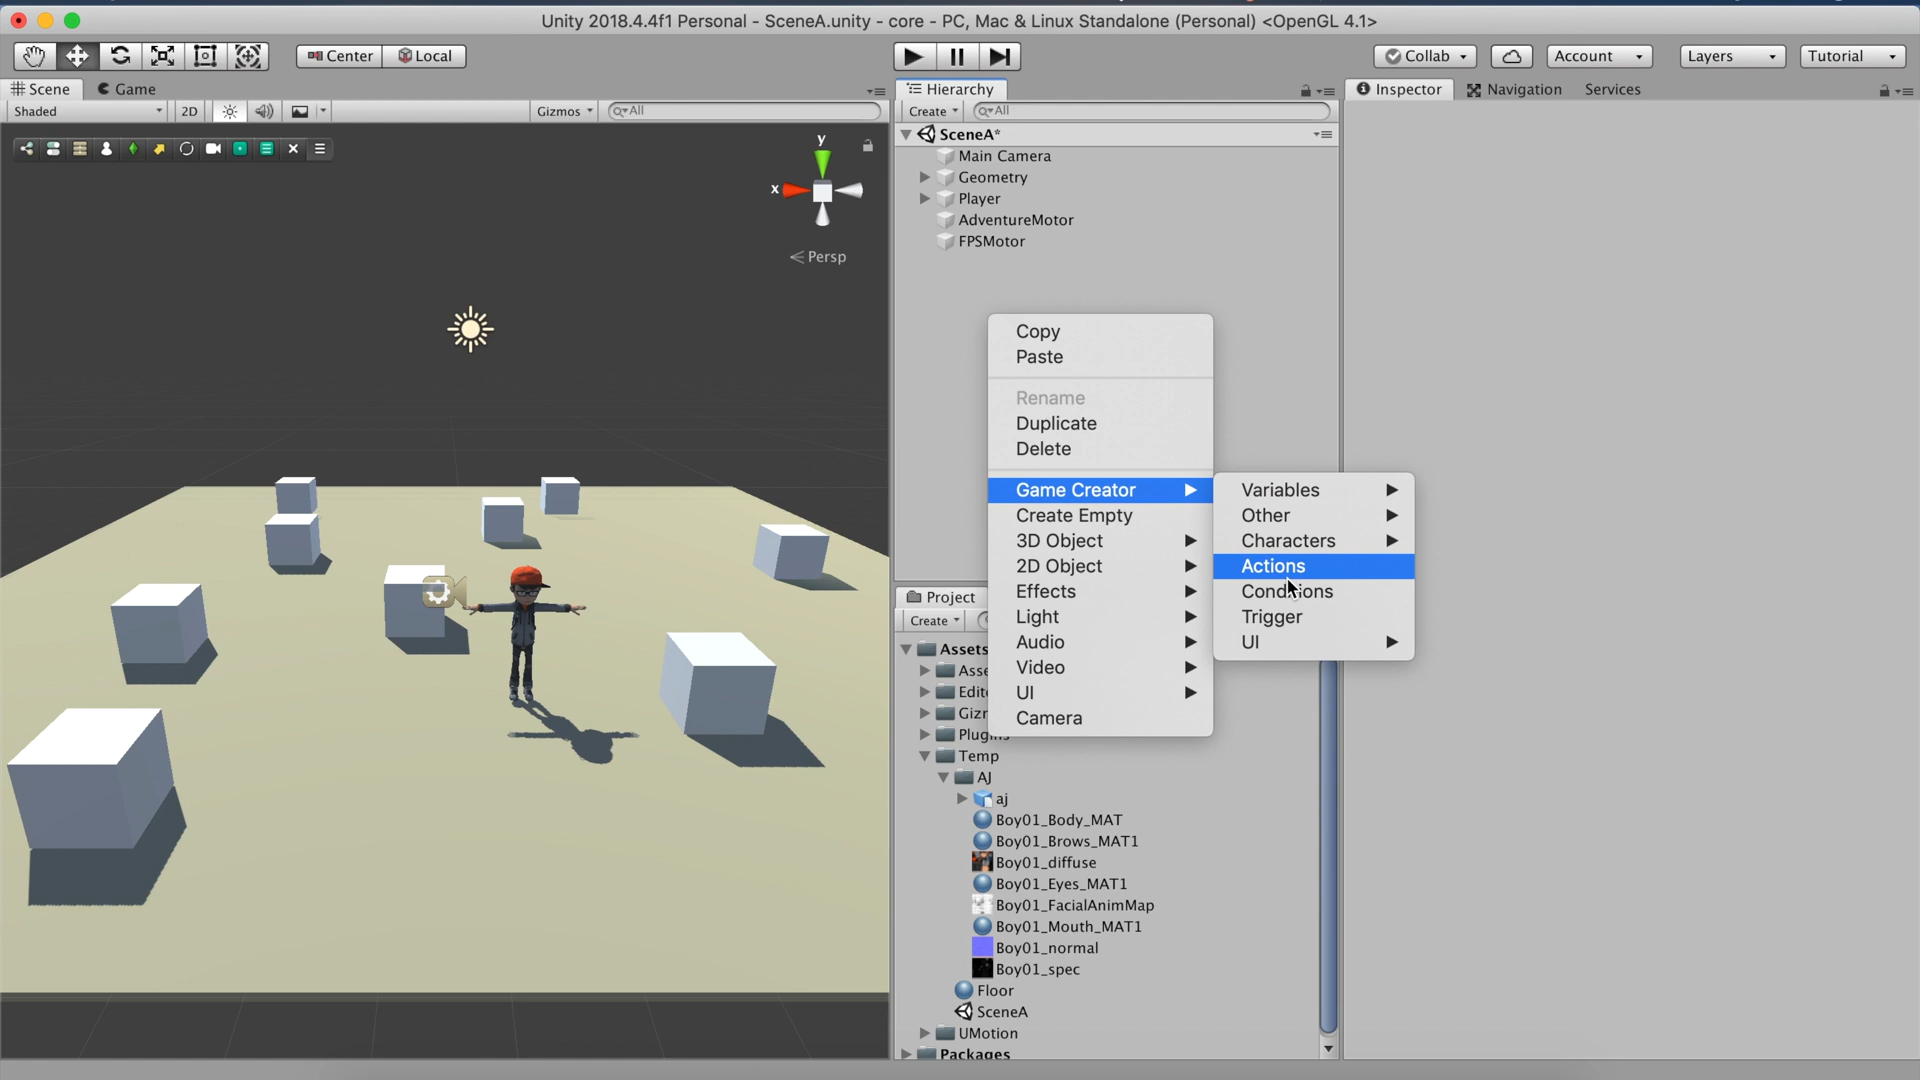 Unity 2018.4.4f1 Personal - SceneA.unity - core - PC, Mac & Linux Standalone (Personal) <OpenGL 4.1>
Center Local Collab Account Layers Tutorial
Scene Game
Shaded 2D Gizmos All
y
x
Persp
Hierarchy
Create All
SceneA*
Main Camera
Geometry
Player
AdventureMotor
FPSMotor
Inspector Navigation Services
Copy
Paste
Rename
Duplicate
Delete
Game Creator
Create Empty
3D Object
2D Object
Effects
Light
Audio
Video
UI
Camera
Variables
Other
Characters
Actions
Conditions
Trigger
UI
Project
Create
Assets
Asse
Edito
Gizr
Plugins
Temp
AJ
aj
Boy01_Body_MAT
Boy01_Brows_MAT1
Boy01_diffuse
Boy01_Eyes_MAT1
Boy01_FacialAnimMap
Boy01_Mouth_MAT1
Boy01_normal
Boy01_spec
Floor
SceneA
UMotion
Packages